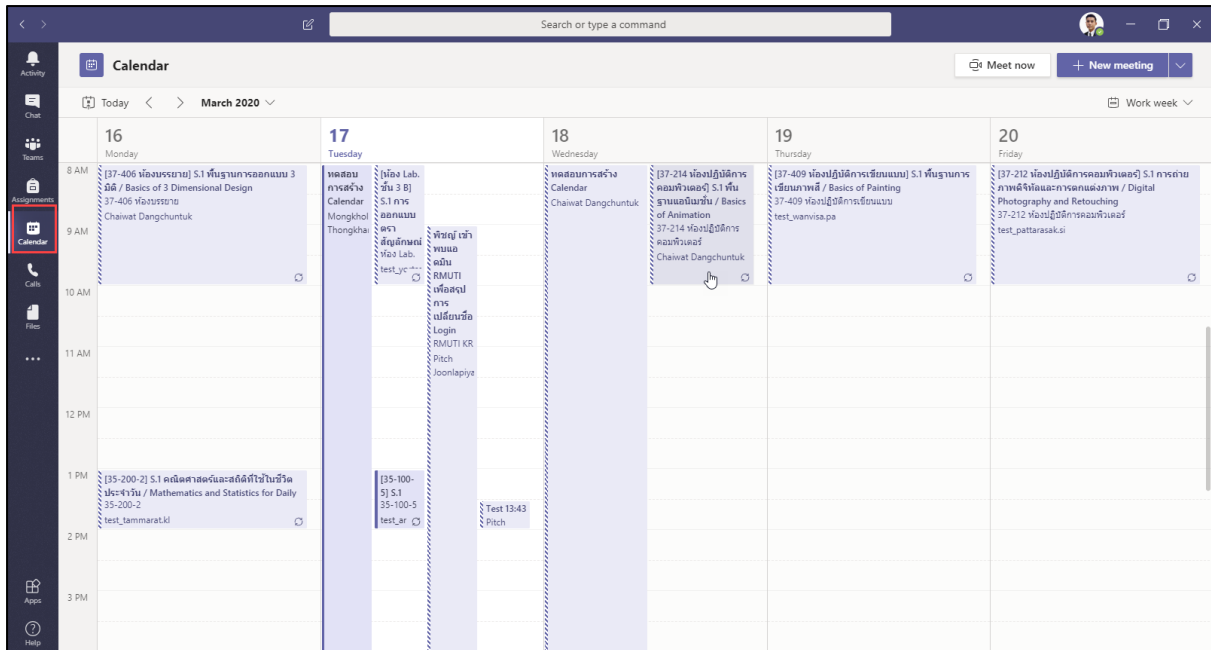 Search or type a command
Activity
Chat
Teams
Assignments
Calendar
Calls
Files
Apps
Help
Calendar
Meet now
+ New meeting
Today
March 2020
Work week
16
Monday
17
Tuesday
18
Wednesday
19
Thursday
20
Friday
8 AM
9 AM
10 AM
11 AM
12 PM
1 PM
2 PM
3 PM
[37-406 ห้องบรรยาย] S.1 พื้นฐานการออกแบบ 3
มิติ / Basics of 3 Dimensional Design
37-406 ห้องบรรยาย
Chaiwat Dangchuntuk
[35-200-2] S.1 คณิตศาสตร์และสถิติที่ใช้ในชีวิต
ประจำวัน / Mathematics and Statistics for Daily
35-200-2
test_tammarat.kl
ทดสอบ
การสร้าง
Calendar
Mongkhol
Thongkhai
[ห้อง Lab.
ชั้น 3 B]
S.1 การ
ออกแบบ
ตรา
สัญลักษณ์
ห้อง Lab.
พิชญ์ เข้า
พบแอ
ดมิน
RMUTI
เพื่อสรุป
การ
เปลี่ยนชื่อ
Login
RMUTI KR
Pitch
Joonlapiya
[35-100-
5] S.1
35-100-5
test_ar
Test 13:43
Pitch
ทดสอบการสร้าง
Calendar
Chaiwat Dangchuntuk
[37-214 ห้องปฏิบัติการ
คอมพิวเตอร์] S.1 พื้น
ฐานแอนิเมชั่น / Basics
of Animation
37-214 ห้องปฏิบัติการ
คอมพิวเตอร์
Chaiwat Dangchuntuk
[37-409 ห้องปฏิบัติการเขียนแบบ] S.1 พื้นฐานการ
เขียนภาพสี / Basics of Painting
37-409 ห้องปฏิบัติการเขียนแบบ
test_wanvisa.pa
[37-212 ห้องปฏิบัติการคอมพิวเตอร์] S.1 การถ่าย
ภาพดิจิทัลและการตกแต่งภาพ / Digital
Photography and Retouching
37-212 ห้องปฏิบัติการคอมพิวเตอร์
test_pattarasak.si